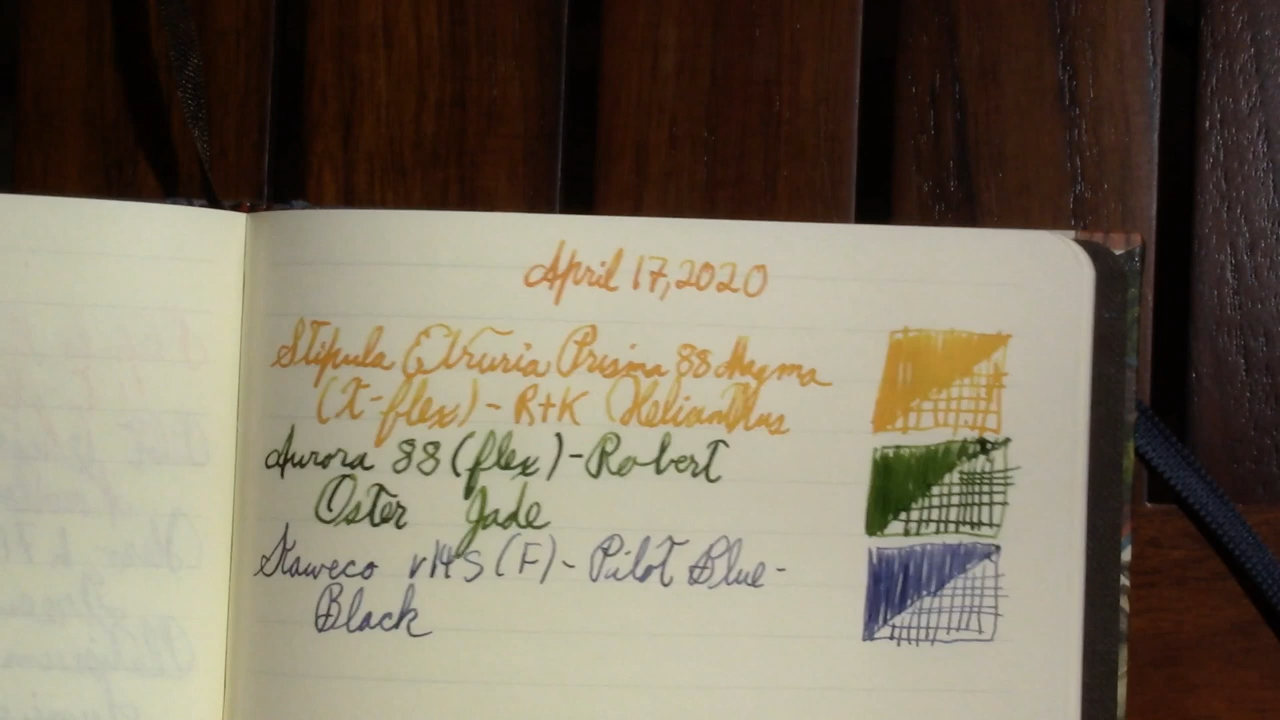 April 17, 2020
Stipula Etruria Prisma 88 Magma
(T-flex) - R+K Helianthus
Aurora 88 (flex) - Robert
Oster Jade
Kaweco (F) - Pilot Blue-
Black